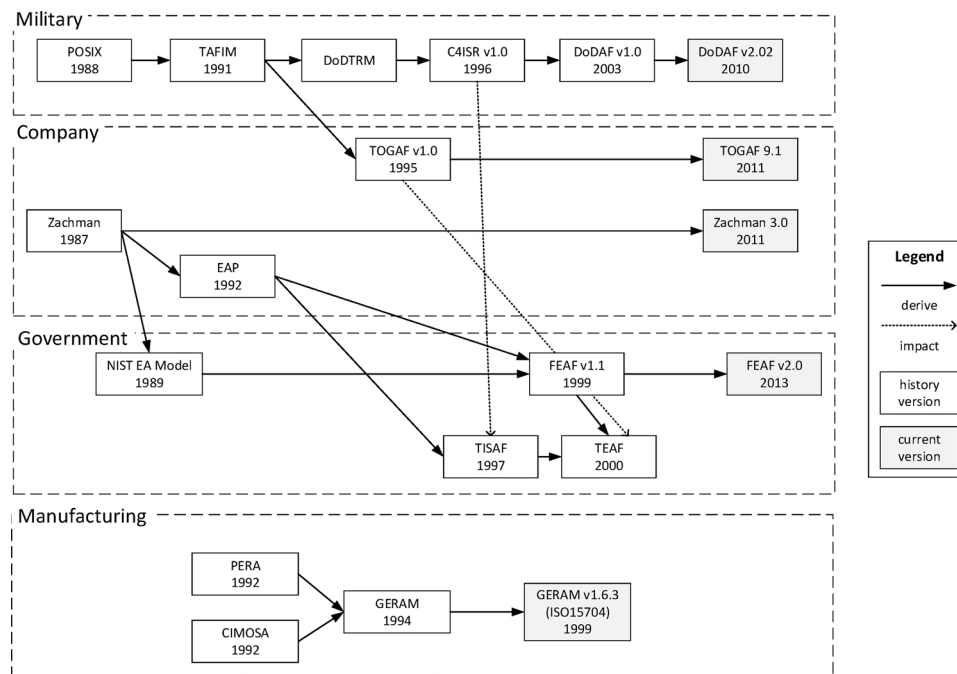 Military
POSIX
1988
TAFIM
1991
DoDTRM
C4ISR v1.0
1996
DoDAF v1.0
2003
DoDAF v2.02
2010
Company
TOGAF v1.0
1995
TOGAF 9.1
2011
Zachman
1987
Zachman 3.0
2011
EAP
1992
Government
NIST EA Model
1989
FEAF v1.1
1999
FEAF v2.0
2013
TISAF
1997
TEAF
2000
Manufacturing
PERA
1992
CIMOSA
1992
GERAM
1994
GERAM v1.6.3
(ISO15704)
1999
Legend
derive
impact
history
version
current
version